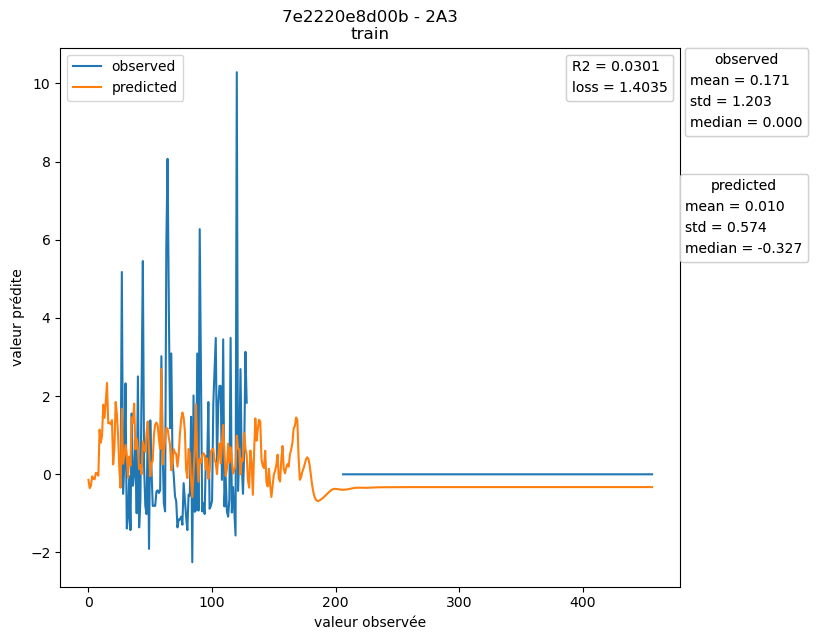 7e2220e8d00b - 2A3
train
observed
predicted
R2 = 0.0301
loss = 1.4035
observed
mean = 0.171
std = 1.203
median = 0.000
predicted
mean = 0.010
std = 0.574
median = -0.327
valeur prédite
10
8
6
4
2
0
−2
0
100
200
300
400
valeur observée